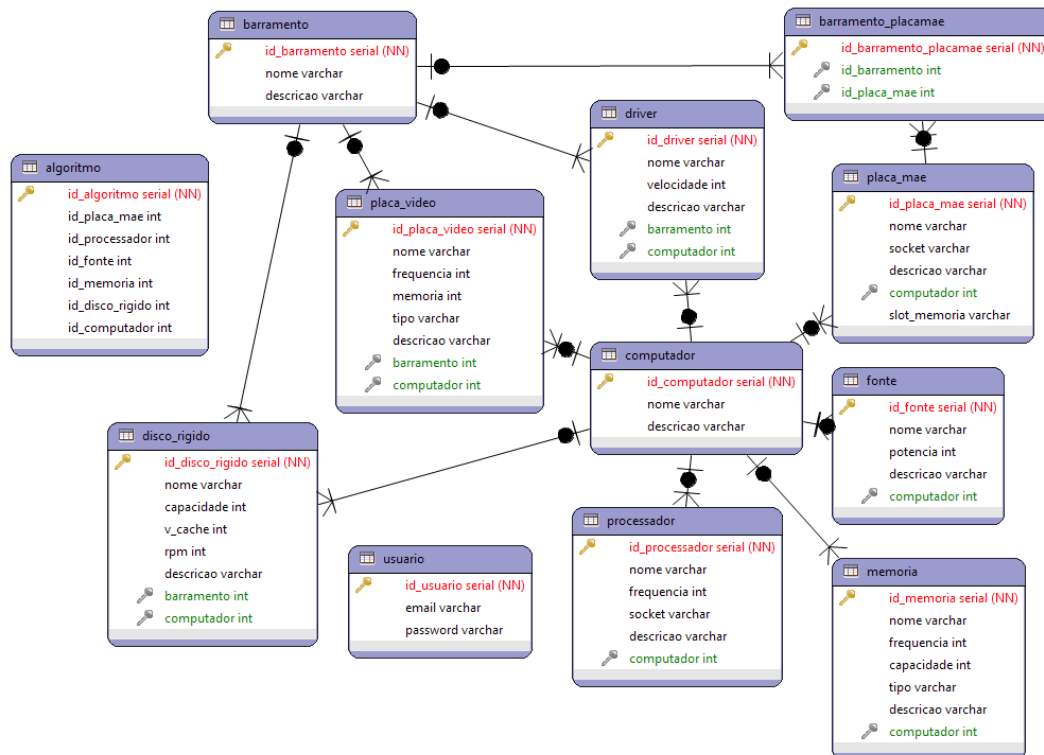 barramento
id_barramento serial (NN)
nome varchar
descricao varchar
barramento_placamae
id_barramento_placamae serial (NN)
id_barramento int
id_placa_mae int
driver
id_driver serial (NN)
nome varchar
velocidade int
descricao varchar
barramento int
computador int
algoritmo
id_algoritmo serial (NN)
id_placa_mae int
id_processador int
id_fonte int
id_memoria int
id_disco_rigido int
id_computador int
placa_video
id_placa_video serial (NN)
nome varchar
frequencia int
memoria int
tipo varchar
descricao varchar
barramento int
computador int
placa_mae
id_placa_mae serial (NN)
nome varchar
socket varchar
descricao varchar
computador int
slot_memoria varchar
computador
id_computador serial (NN)
nome varchar
descricao varchar
fonte
id_fonte serial (NN)
nome varchar
potencia int
descricao varchar
computador int
disco_rigido
id_disco_rigido serial (NN)
nome varchar
capacidade int
v_cache int
rpm int
descricao varchar
barramento int
computador int
usuario
id_usuario serial (NN)
email varchar
password varchar
processador
id_processador serial (NN)
nome varchar
frequencia int
socket varchar
descricao varchar
computador int
memoria
id_memoria serial (NN)
nome varchar
frequencia int
capacidade int
tipo varchar
descricao varchar
computador int